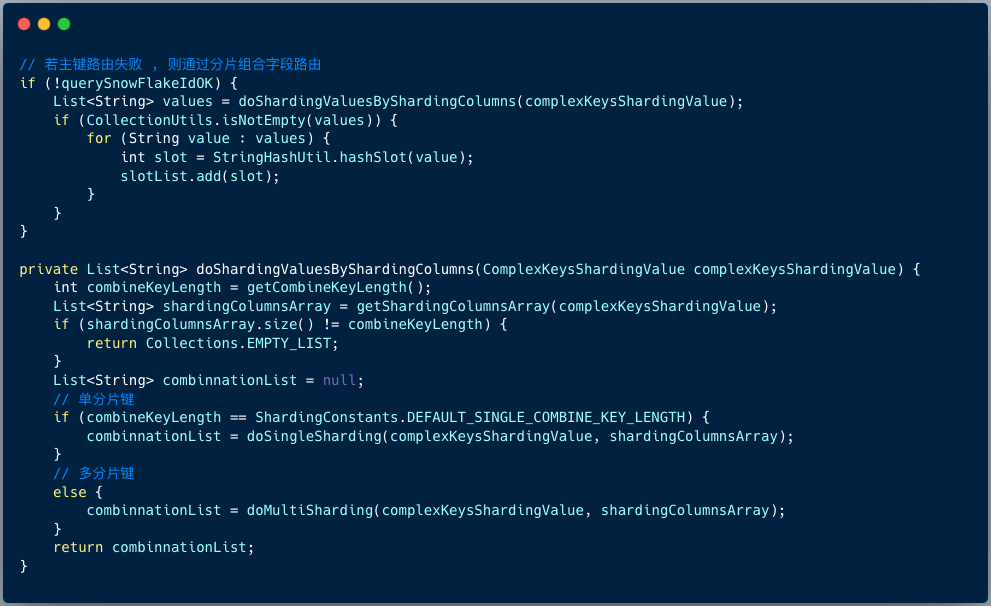 // 若主键路由失败 ，则通过分片组合字段路由
if (!querySnowFlakeIdOK) {
    List<String> values = doShardingValuesByShardingColumns(complexKeysShardingValue);
    if (CollectionUtils.isNotEmpty(values)) {
        for (String value : values) {
            int slot = StringHashUtil.hashSlot(value);
            slotList.add(slot);
        }
    }
}

private List<String> doShardingValuesByShardingColumns(ComplexKeysShardingValue complexKeysShardingValue) {
    int combineKeyLength = getCombineKeyLength();
    List<String> shardingColumnsArray = getShardingColumnsArray(complexKeysShardingValue);
    if (shardingColumnsArray.size() != combineKeyLength) {
        return Collections.EMPTY_LIST;
    }
    List<String> combinnationList = null;
    // 单分片键
    if (combineKeyLength == ShardingConstants.DEFAULT_SINGLE_COMBINE_KEY_LENGTH) {
        combinnationList = doSingleSharding(complexKeysShardingValue, shardingColumnsArray);
    }
    // 多分片键
    else {
        combinnationList = doMultiSharding(complexKeysShardingValue, shardingColumnsArray);
    }
    return combinnationList;
}